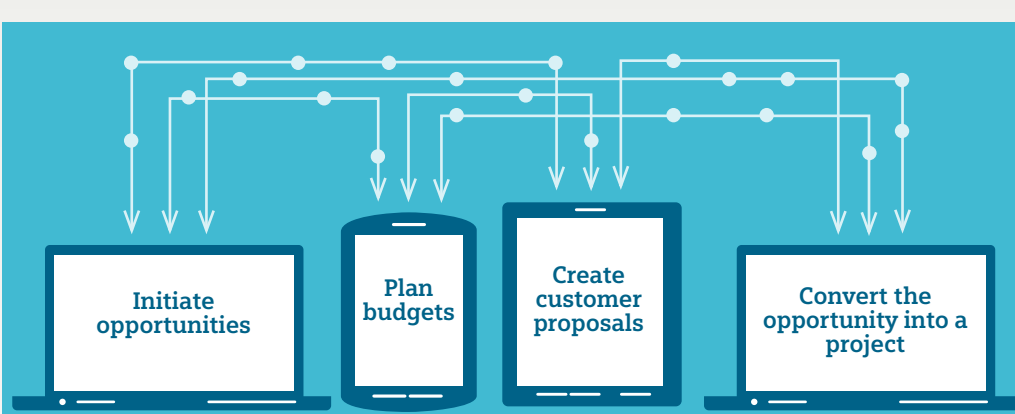 Initiate
opportunities
Plan
budgets
Create
customer
proposals
Convert the
opportunity into a
project